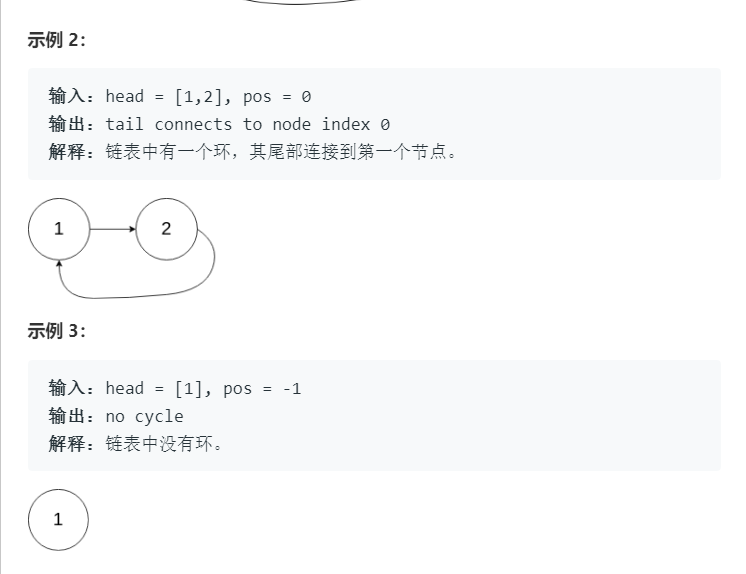 示例 2：
输入：head = [1,2], pos = 0
输出：tail connects to node index 0
解释：链表中有一个环，其尾部连接到第一个节点。
1
2
示例 3：
输入：head = [1], pos = -1
输出：no cycle
解释：链表中没有环。
1